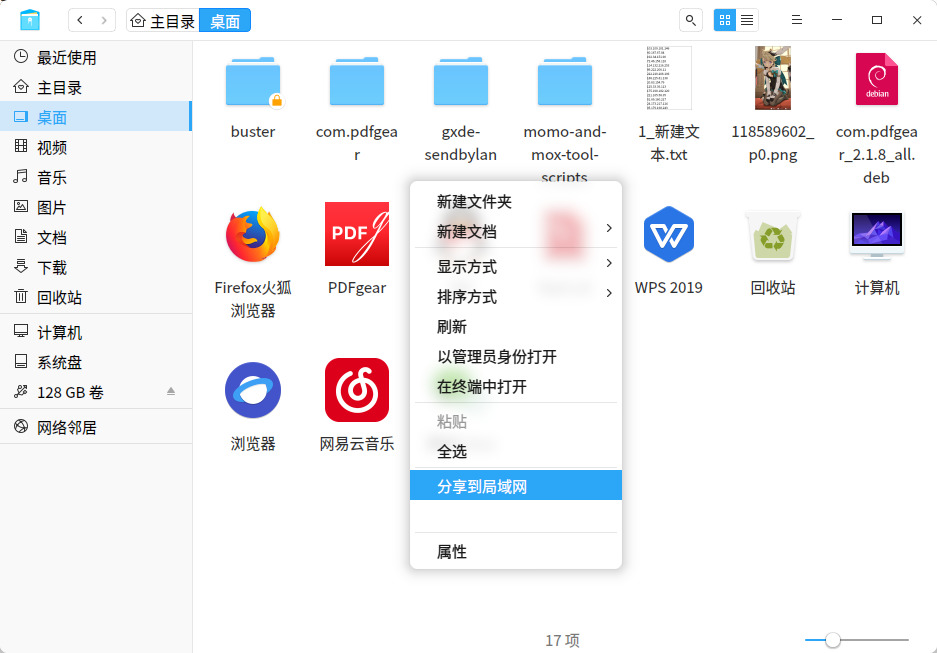 主目录
桌面
最近使用
主目录
桌面
视频
音乐
图片
文档
下载
回收站
计算机
系统盘
128 GB 卷
网络邻居
buster
com.pdfgea
r
gxde-
sendbylan
momo-and-
mox-tool-
scripts
1_新建文
本.txt
118589602_
p0.png
debian
com.pdfgea
r_2.1.8_all.
deb
Firefox火狐
浏览器
PDF
PDFgear
WPS 2019
回收站
计算机
浏览器
网易云音乐
新建文件夹
新建文档
显示方式
排序方式
刷新
以管理员身份打开
在终端中打开
粘贴
全选
分享到局域网
属性
17 项